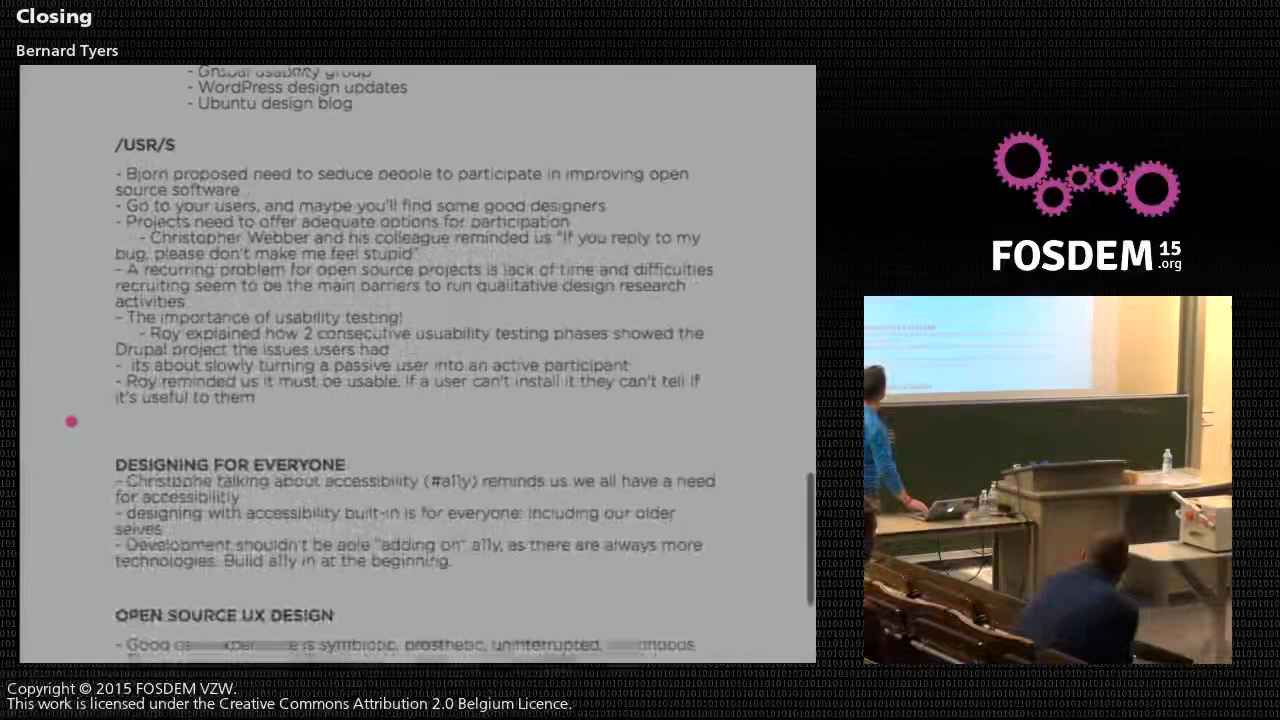 Closing
Bernard Tyers
usability group
- WordPress design updates
- Ubuntu design blog
/USR/S
- Bjorn proposed need to seduce people to participate in improving open
source software
- Go to your users, and maybe you'll find some good designers
- Projects need to offer adequate options for participation
- Christopher Webber and his colleague reminded us "If you reply to my
bug, please don't make me feel stupid"
- A recurring problem for open source projects is lack of time and difficulties
recruiting seem to be the main barriers to run qualitative design research
activities
- The importance of usability testing!
- Roy explained how 2 consecutive usuability testing phases showed the
Drupal project the issues users had
- its about slowly turning a passive user into an active participant
- Roy reminded us it must be usable. If a user can't install it they can't tell if
it's useful to them
DESIGNING FOR EVERYONE
- Christophe talking about accessibility (#a11y) reminds us we all have a need
for accessibility
- designing with accessibility built-in is for everyone: including our older
selves
- Development shouldn't be able "adding on" a11y, as there are always more
technologies. Build a11y in at the beginning.
OPEN SOURCE UX DESIGN
- Good is symbiotic, prosthetic, uninterrupted,
FOSDEM 15
.org
Copyright © 2015 FOSDEM VZW.
This work is licensed under the Creative Commons Attribution 2.0 Belgium Licence.